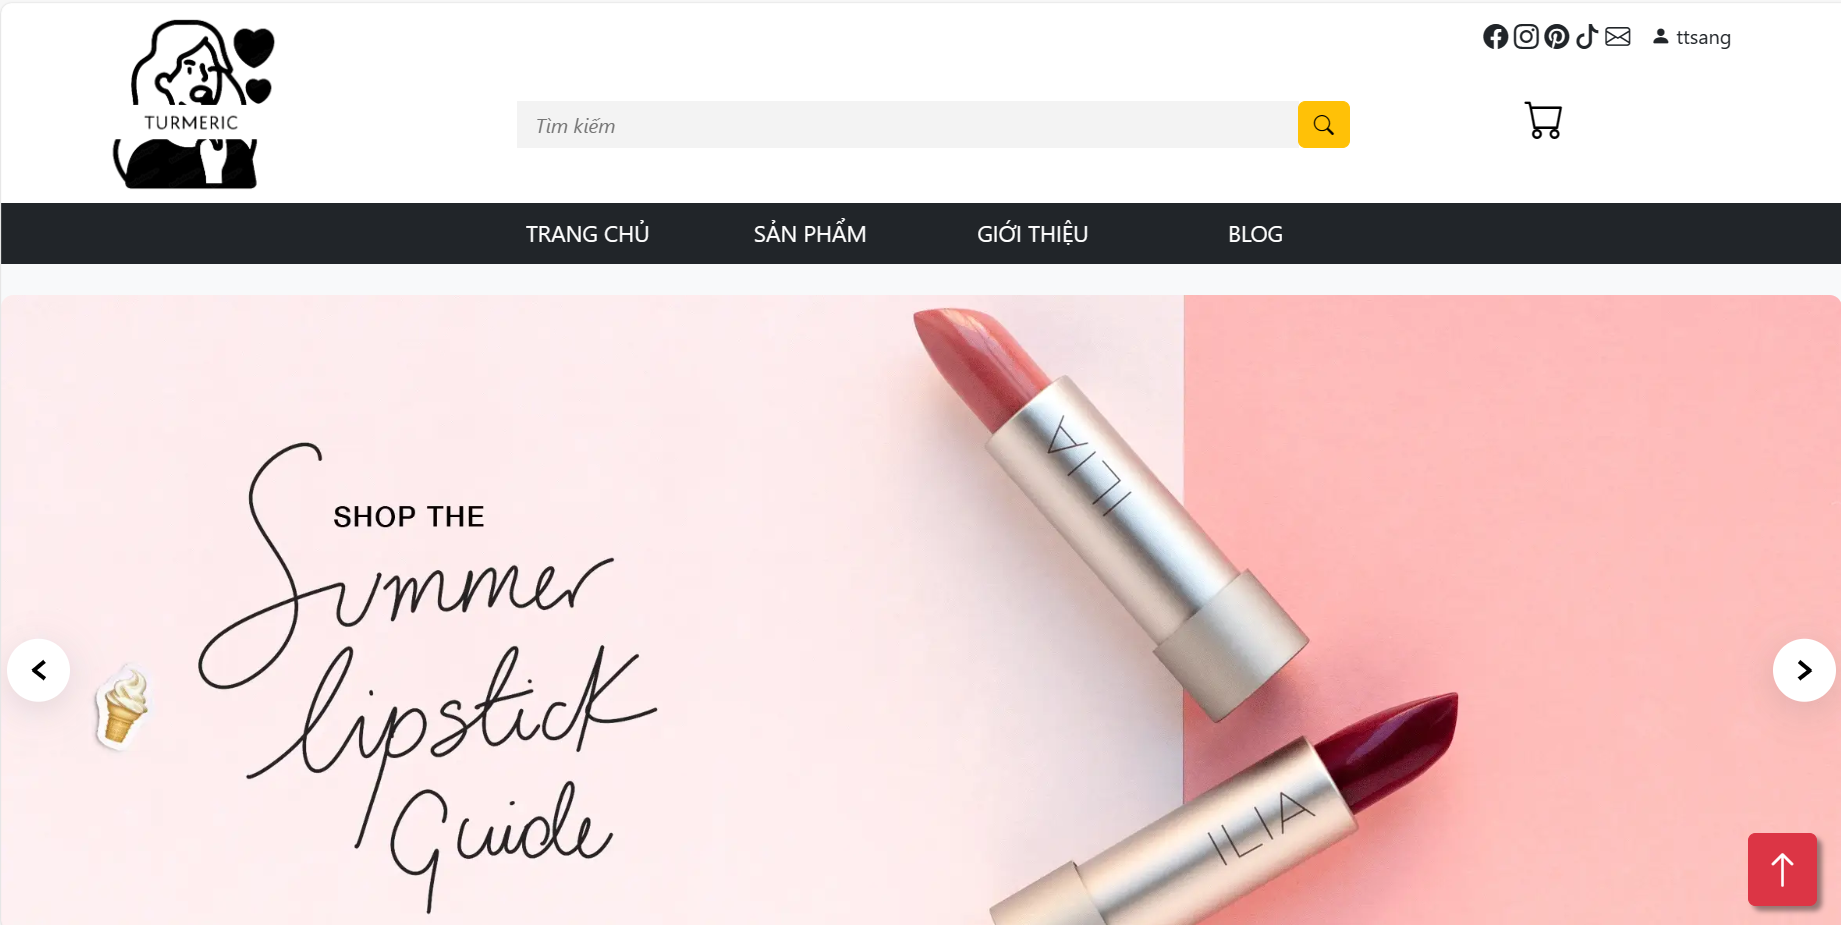 ttsang
TURMERIC
Tìm kiếm
TRANG CHỦ
SẢN PHẨM
GIỚI THIỆU
BLOG
SHOP THE
Summer
lipstick
Guide
ILIA
ILIA